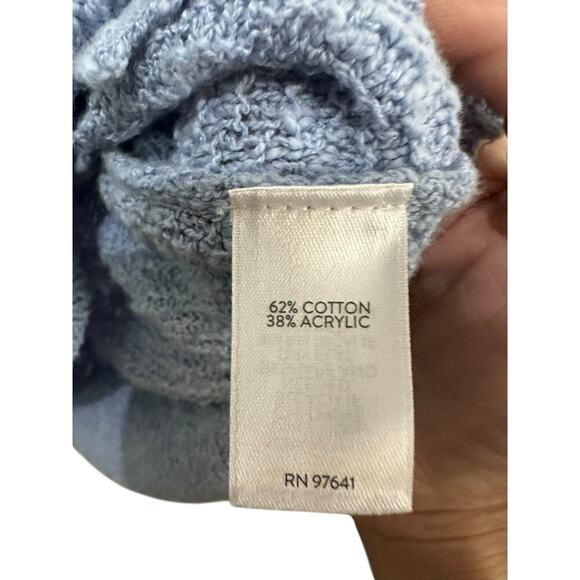 62% COTTON
38% ACRYLIC
RN 97641